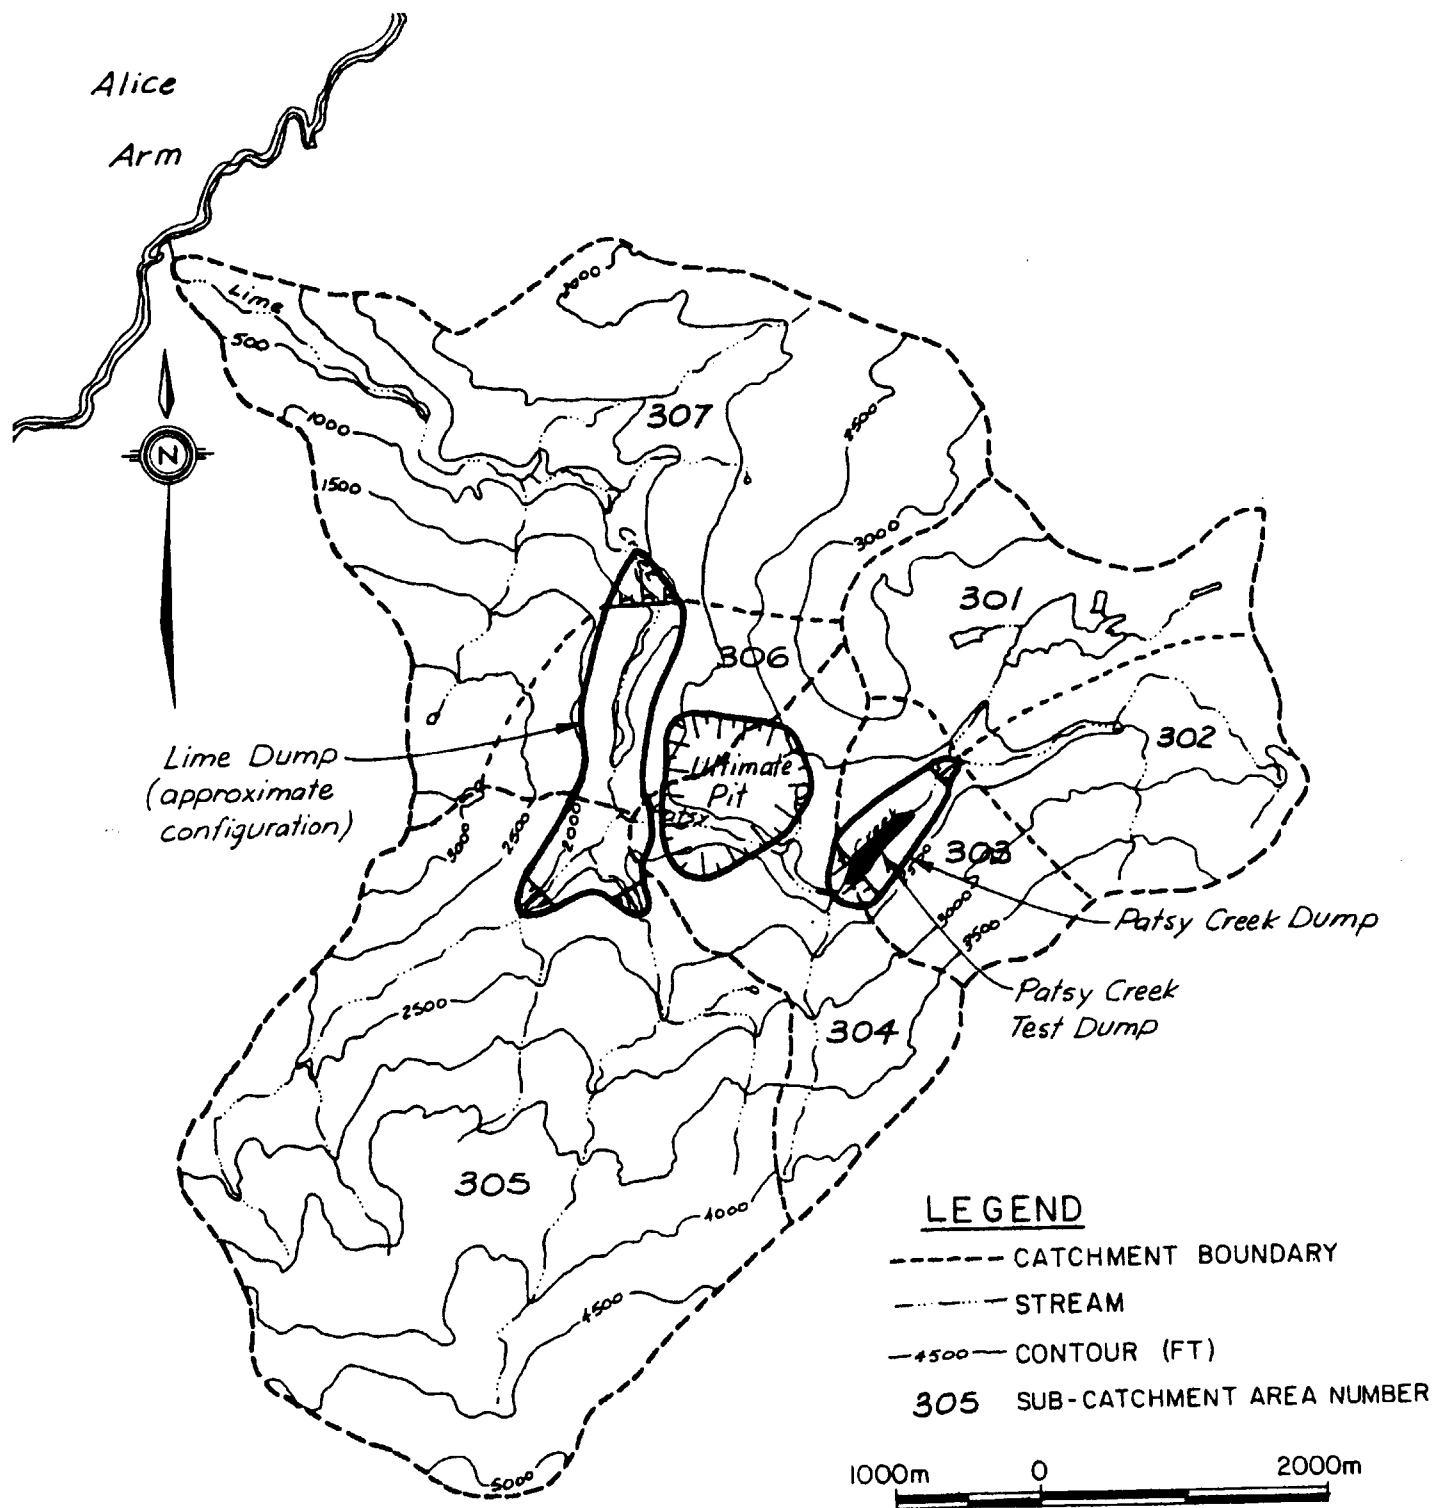 Alice
Arm
3000
Lime
500
307
1000
3500
1500
3000
301
306
302
Lime Dump
(approximate
configuration)
Ultimate
Pit
Patsy
Creek
2000
2500
3000
303
3000
3500
Patsy Creek Dump
Patsy Creek
Test Dump
2500
304
305
4000
4500
5000
N
LEGEND
CATCHMENT BOUNDARY
STREAM
4500 CONTOUR (FT)
305 SUB-CATCHMENT AREA NUMBER
1000m 0 2000m